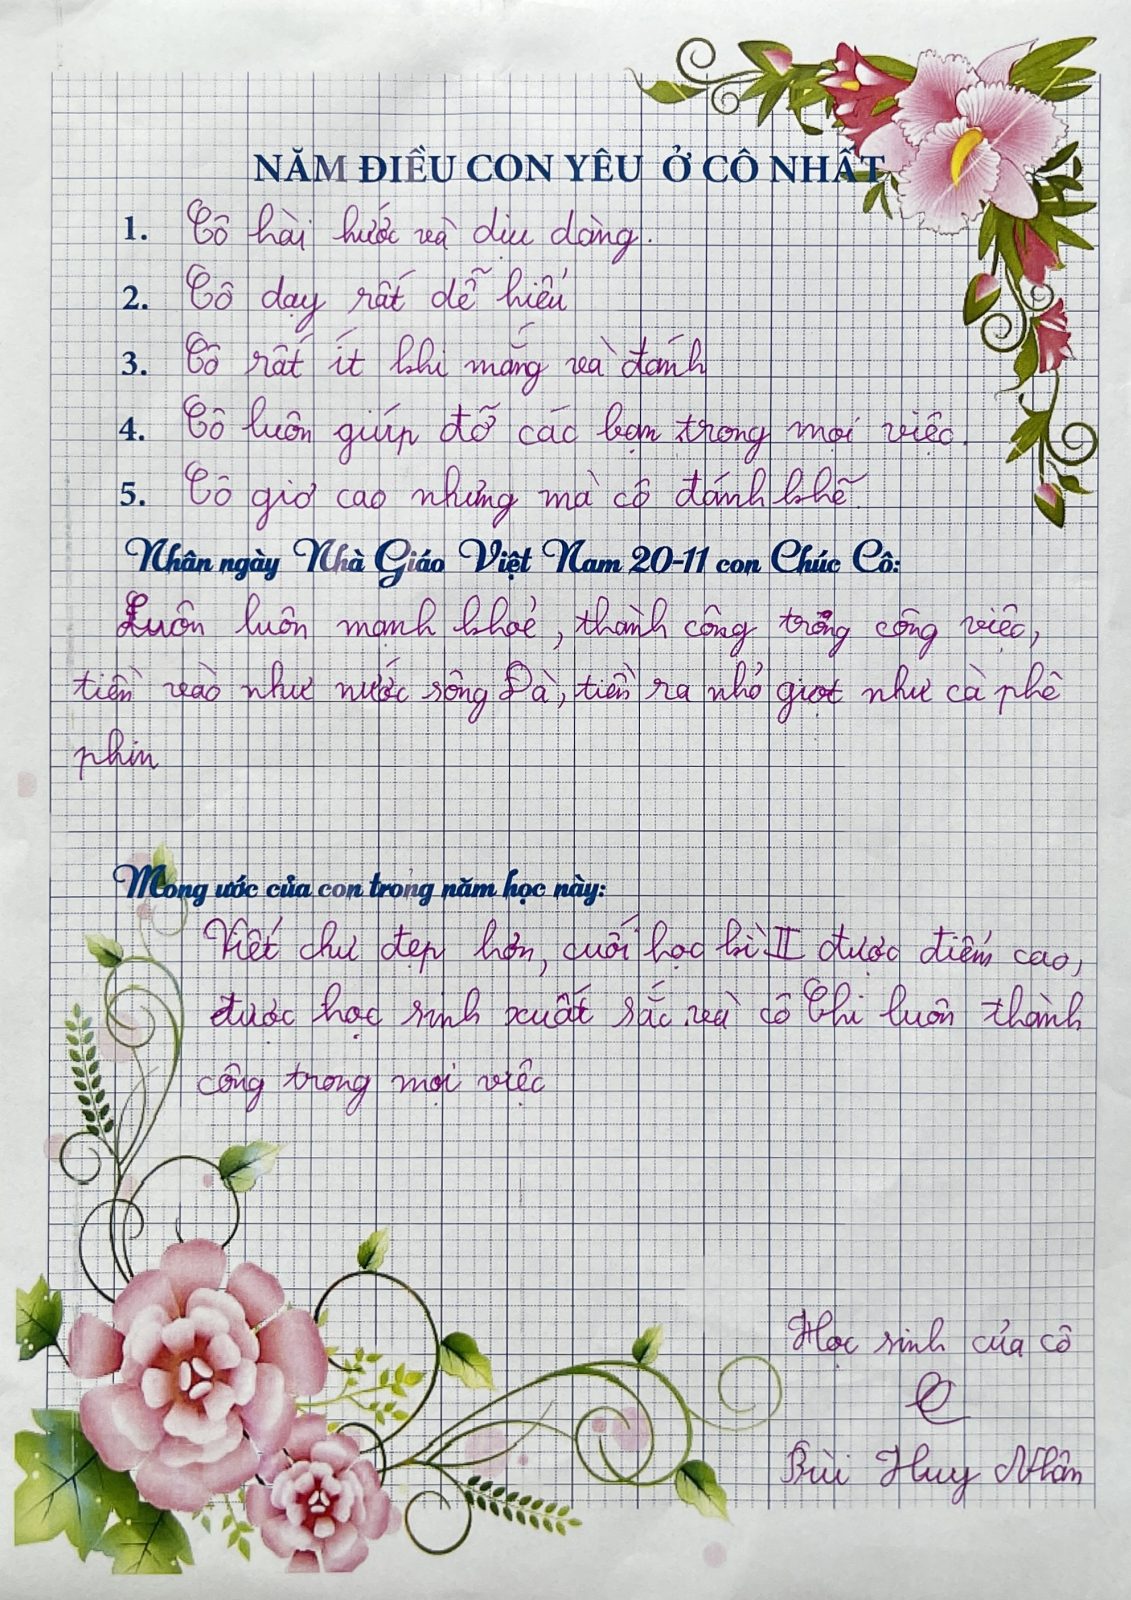 NĂM ĐIỀU CON YÊU Ở CÔ NHẤT
1. Cô hài hước và dịu dàng.
2. Cô dạy rất dễ hiểu
3. Cô rất ít khi mắng và đánh
4. Cô luôn giúp đỡ các bạn trong mọi việc.
5. Cô giơ cao nhưng mà cô đánh khẽ.
Nhân ngày Nhà Giáo Việt Nam 20-11 con Chúc Cô:
Luôn luôn mạnh khoẻ, thành công trong công việc,
tiền vào như nước sông Đà, tiền ra nhỏ giọt như cà phê
phin
Mong ước của con trong năm học này:
Viết chư đẹp hơn, cuối học kì II được điểm cao,
được học sinh xuất sắc và cô Chi luôn thành
công trong mọi việc
Học sinh của cô
Bùi Huy Nhân